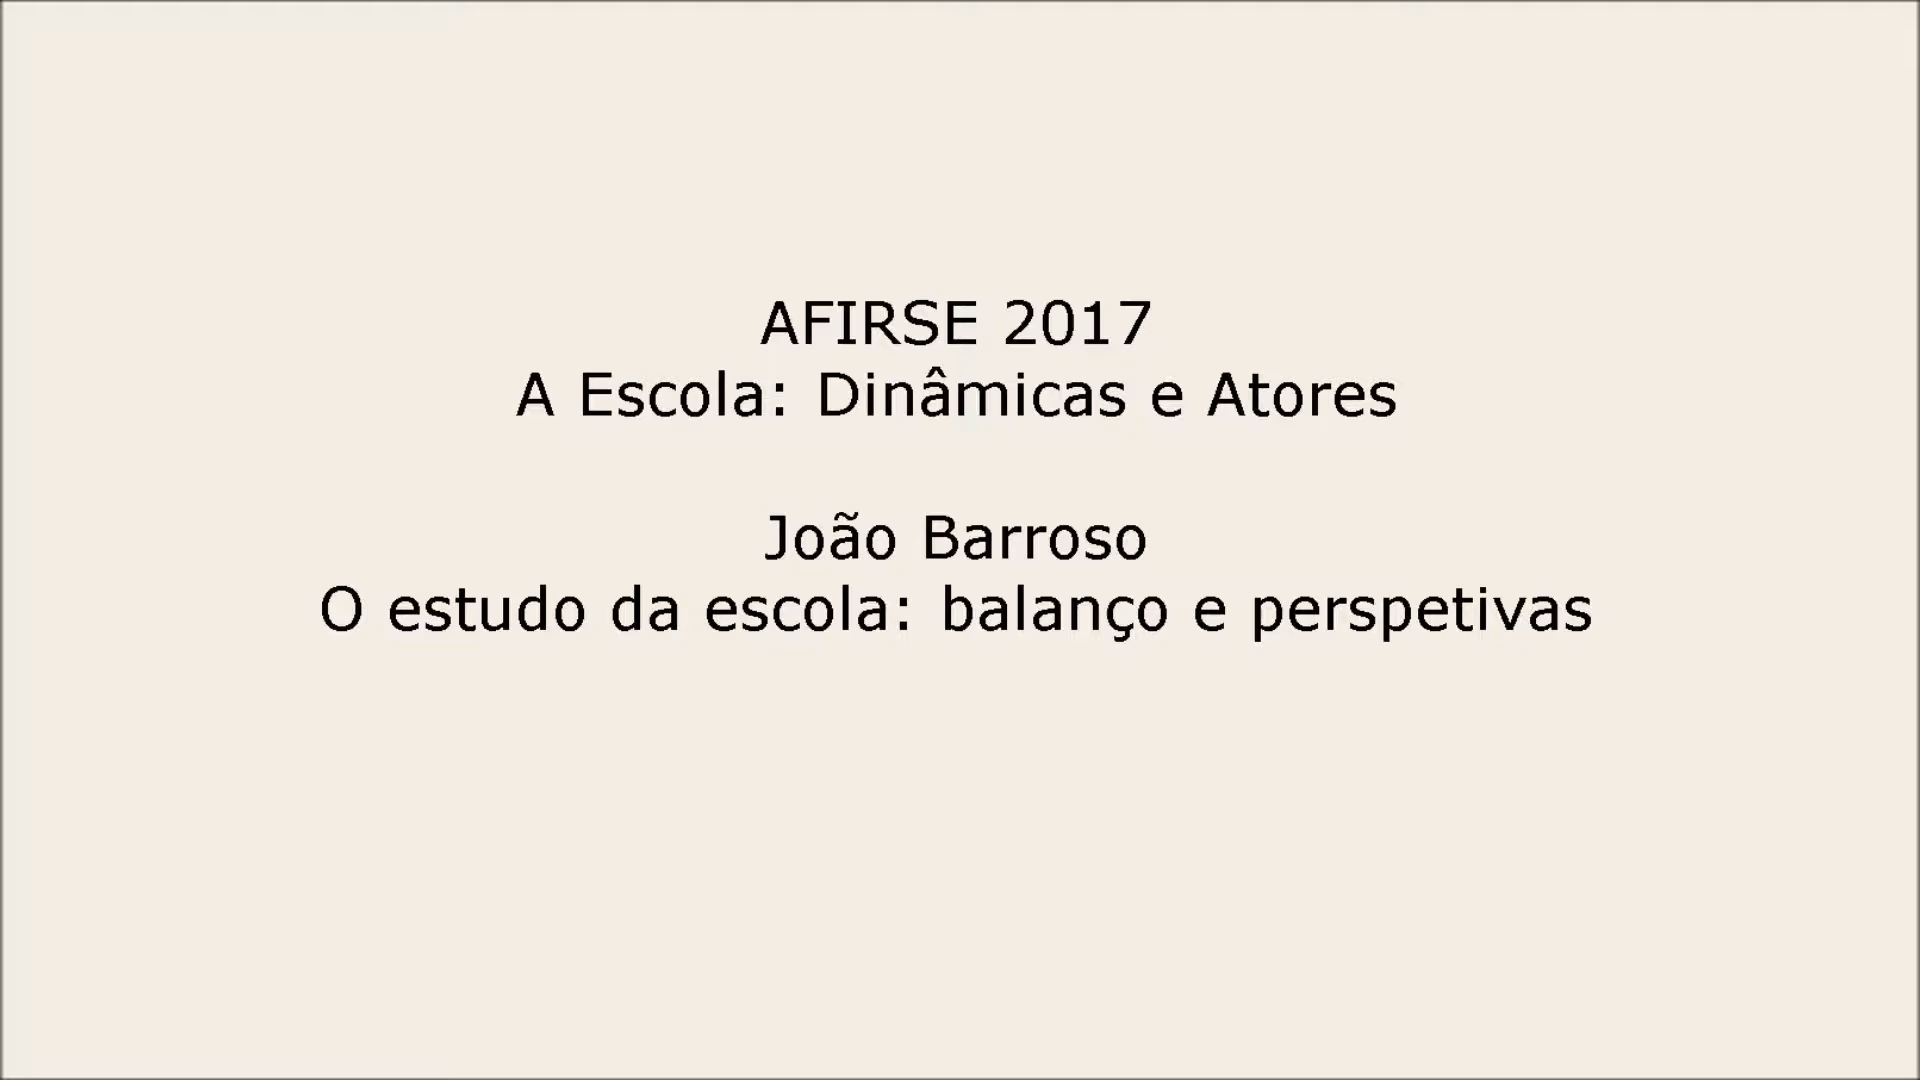 AFIRSE 2017
A Escola: Dinâmicas e Atores
João Barroso
O estudo da escola: balanço e perspetivas